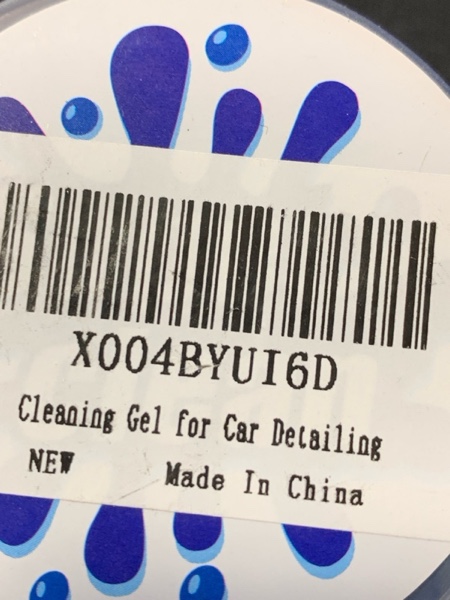 X004BYUI6D
Cleaning Gel for Car Detailing
NEW Made In China